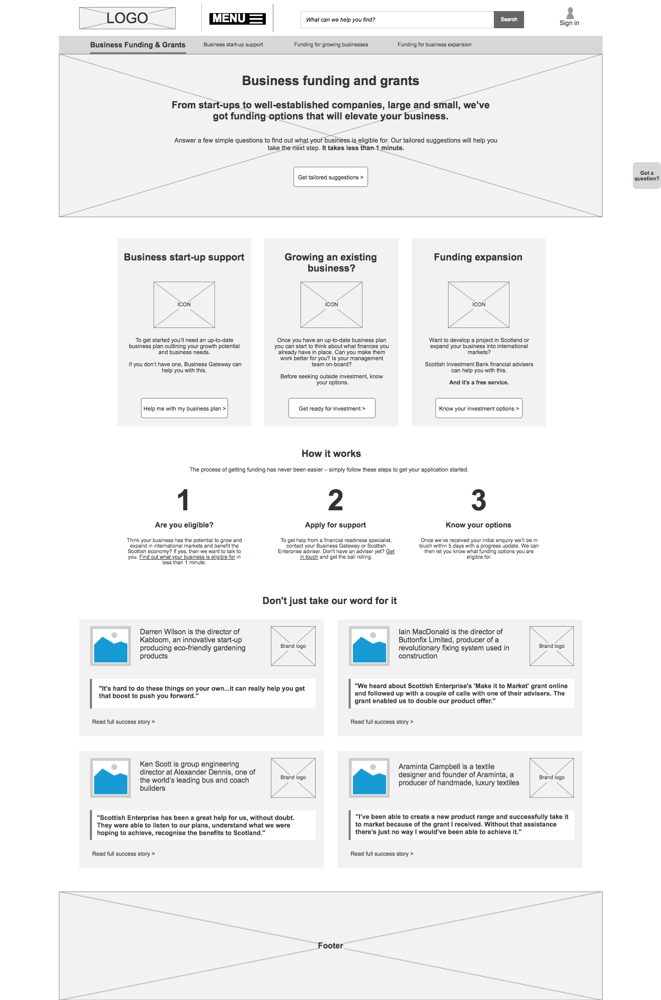 LOGO
MENU
What can we help you find?
Search
Sign in
Business Funding & Grants
Business start-up support
Funding for growing businesses
Funding for business expansion
Business funding and grants
From start-ups to well-established companies, large and small, we’ve
got funding options that will elevate your business.
Answer a few simple questions to find out what your business is eligible for. Our tailored suggestions will help you
take the next step. It takes less than 1 minute.
Get tailored suggestions >
Got a
question?
Business start-up support
ICON
To get started you’ll need an up-to-date
business plan outlining your growth potential
and business needs.
If you don’t have one, Business Gateway can
help you with this.
Help me with my business plan >
Growing an existing
business?
ICON
Once you have an up-to-date business plan
you can start to think about what finances you
already have in place. Can you make them
work better for you? Is your management
team on-board?
Before seeking outside investment, know
your options.
Get ready for investment >
Funding expansion
ICON
Want to develop a project in Scotland or
expand your business into international
markets?
Scottish Investment Bank financial advisers
can help you with this.
And it’s a free service.
Know your investment options >
How it works
The process of getting funding has never been easier – simply follow these steps to get your application started.
1
Are you eligible?
Think your business has the potential to grow and
expand in international markets and benefit the
Scottish economy? If yes, then we want to talk to
you. Find out what your business is eligible for in
less than 1 minute.
2
Apply for support
To get help from a financial readiness specialist,
contact your Business Gateway or Scottish
Enterprise adviser. Don't have an adviser yet? Get
in touch and get the ball rolling.
3
Know your options
Once we’ve received your initial enquiry we’ll be in
touch within 5 days with a progress update. We can
then let you know what funding options you are
eligible for.
Don't just take our word for it
Darren Wilson is the director of
Kabloom, an innovative start-up
producing eco-friendly gardening
products
Brand logo
"It's hard to do these things on your own...it can really help you get
that boost to push you forward."
Read full success story >
Iain MacDonald is the director of
Buttonfix Limited, producer of a
revolutionary fixing system used in
construction
Brand logo
"We heard about Scottish Enterprise's 'Make it to Market' grant online
and followed up with a couple of calls with one of their advisers. The
grant enabled us to double our product offer."
Read full success story >
Ken Scott is group engineering
director at Alexander Dennis, one of
the world’s leading bus and coach
builders
Brand logo
"Scottish Enterprise has been a great help for us, without doubt.
They were able to listen to our plans, understand what we were
hoping to achieve, recognise the benefits to Scotland."
Read full success story >
Araminta Campbell is a textile
designer and founder of Araminta, a
producer of handmade, luxury textiles
Brand logo
"I’ve been able to create a new product range and successfully take it
to market because of the grant I received. Without that assistance
there’s just no way I would’ve been able to achieve it."
Read full success story >
Footer